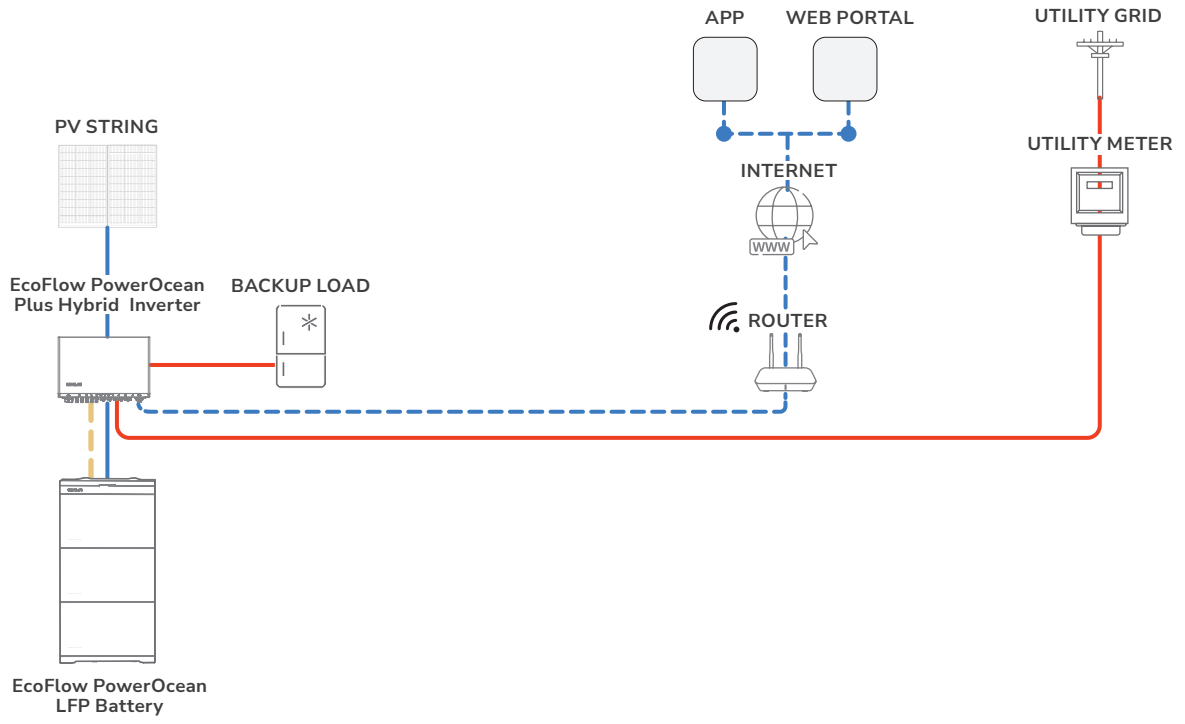 APP
WEB PORTAL
UTILITY GRID
PV STRING
UTILITY METER
INTERNET
WWW
EcoFlow PowerOcean
Plus Hybrid Inverter
BACKUP LOAD
ROUTER
EcoFlow PowerOcean
LFP Battery